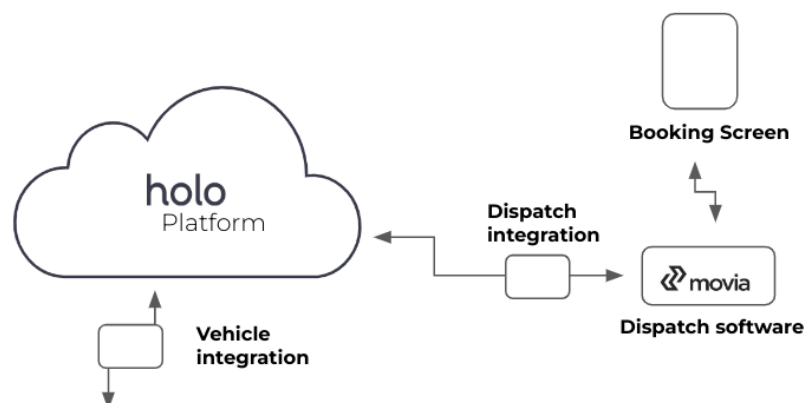 holo
Platform
Booking Screen
Dispatch
integration
movia
Dispatch software
Vehicle
integration